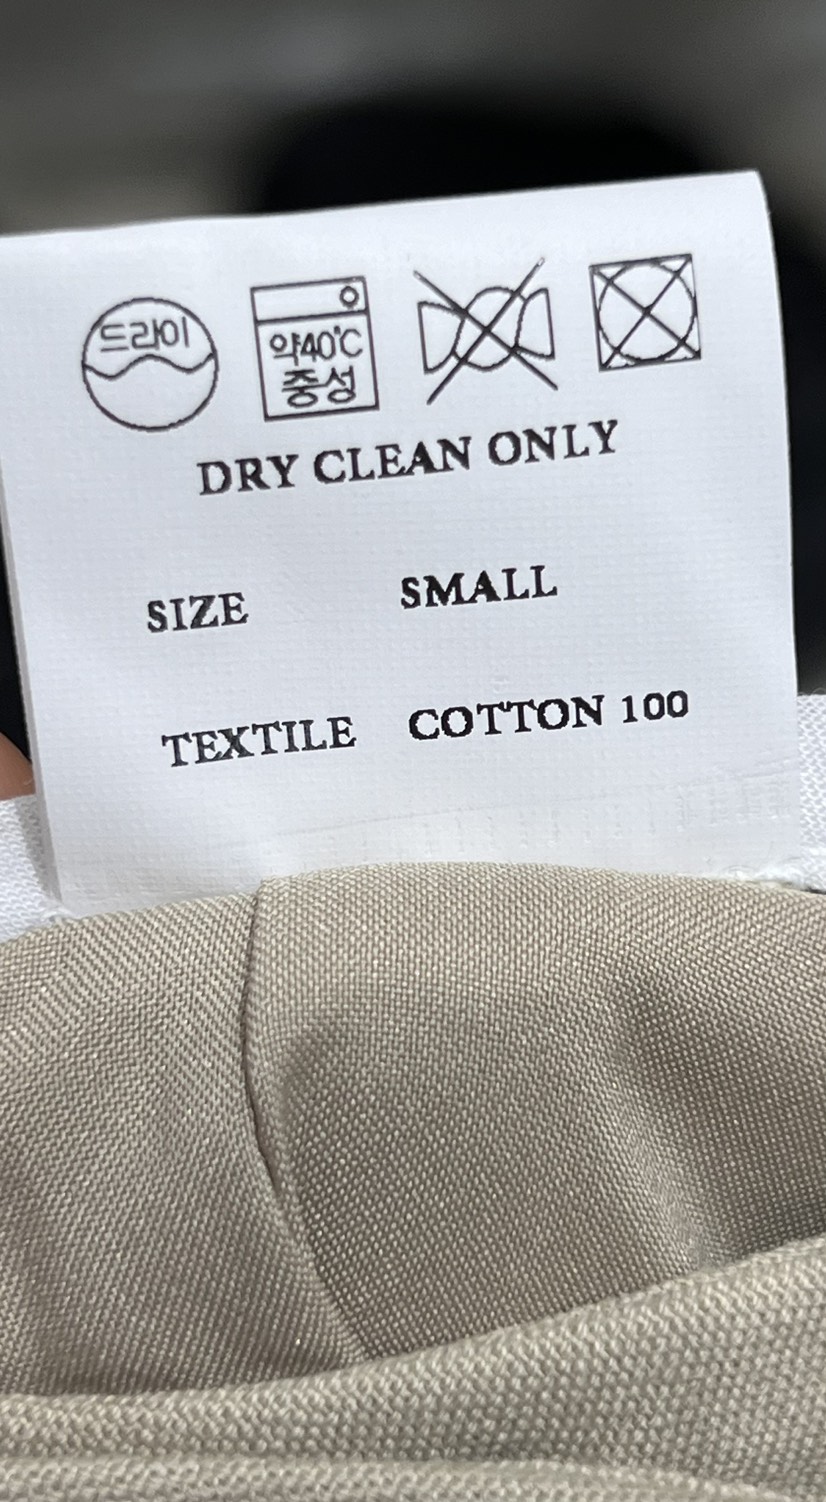 드라이
약40℃
중성
DRY CLEAN ONLY
SIZE SMALL
TEXTILE COTTON 100